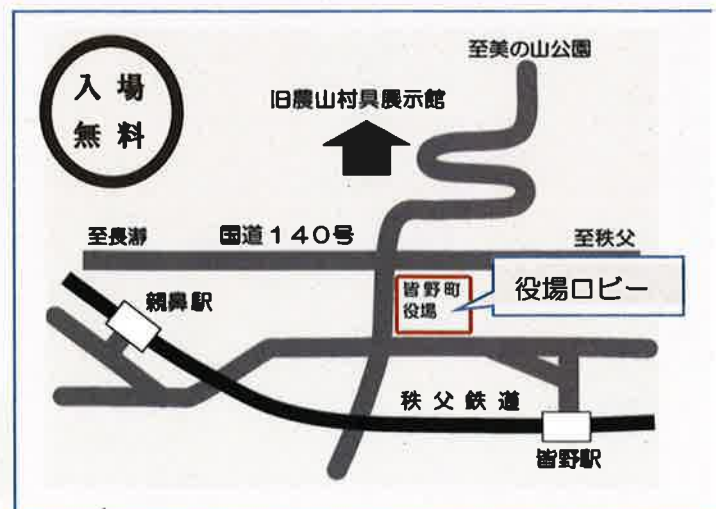 入場
無料
至美の山公園
旧農山村具展示館
至長瀞
国道140号
至秩父
皆野町
役場
役場ロビー
親鼻駅
秩父鉄道
皆野駅